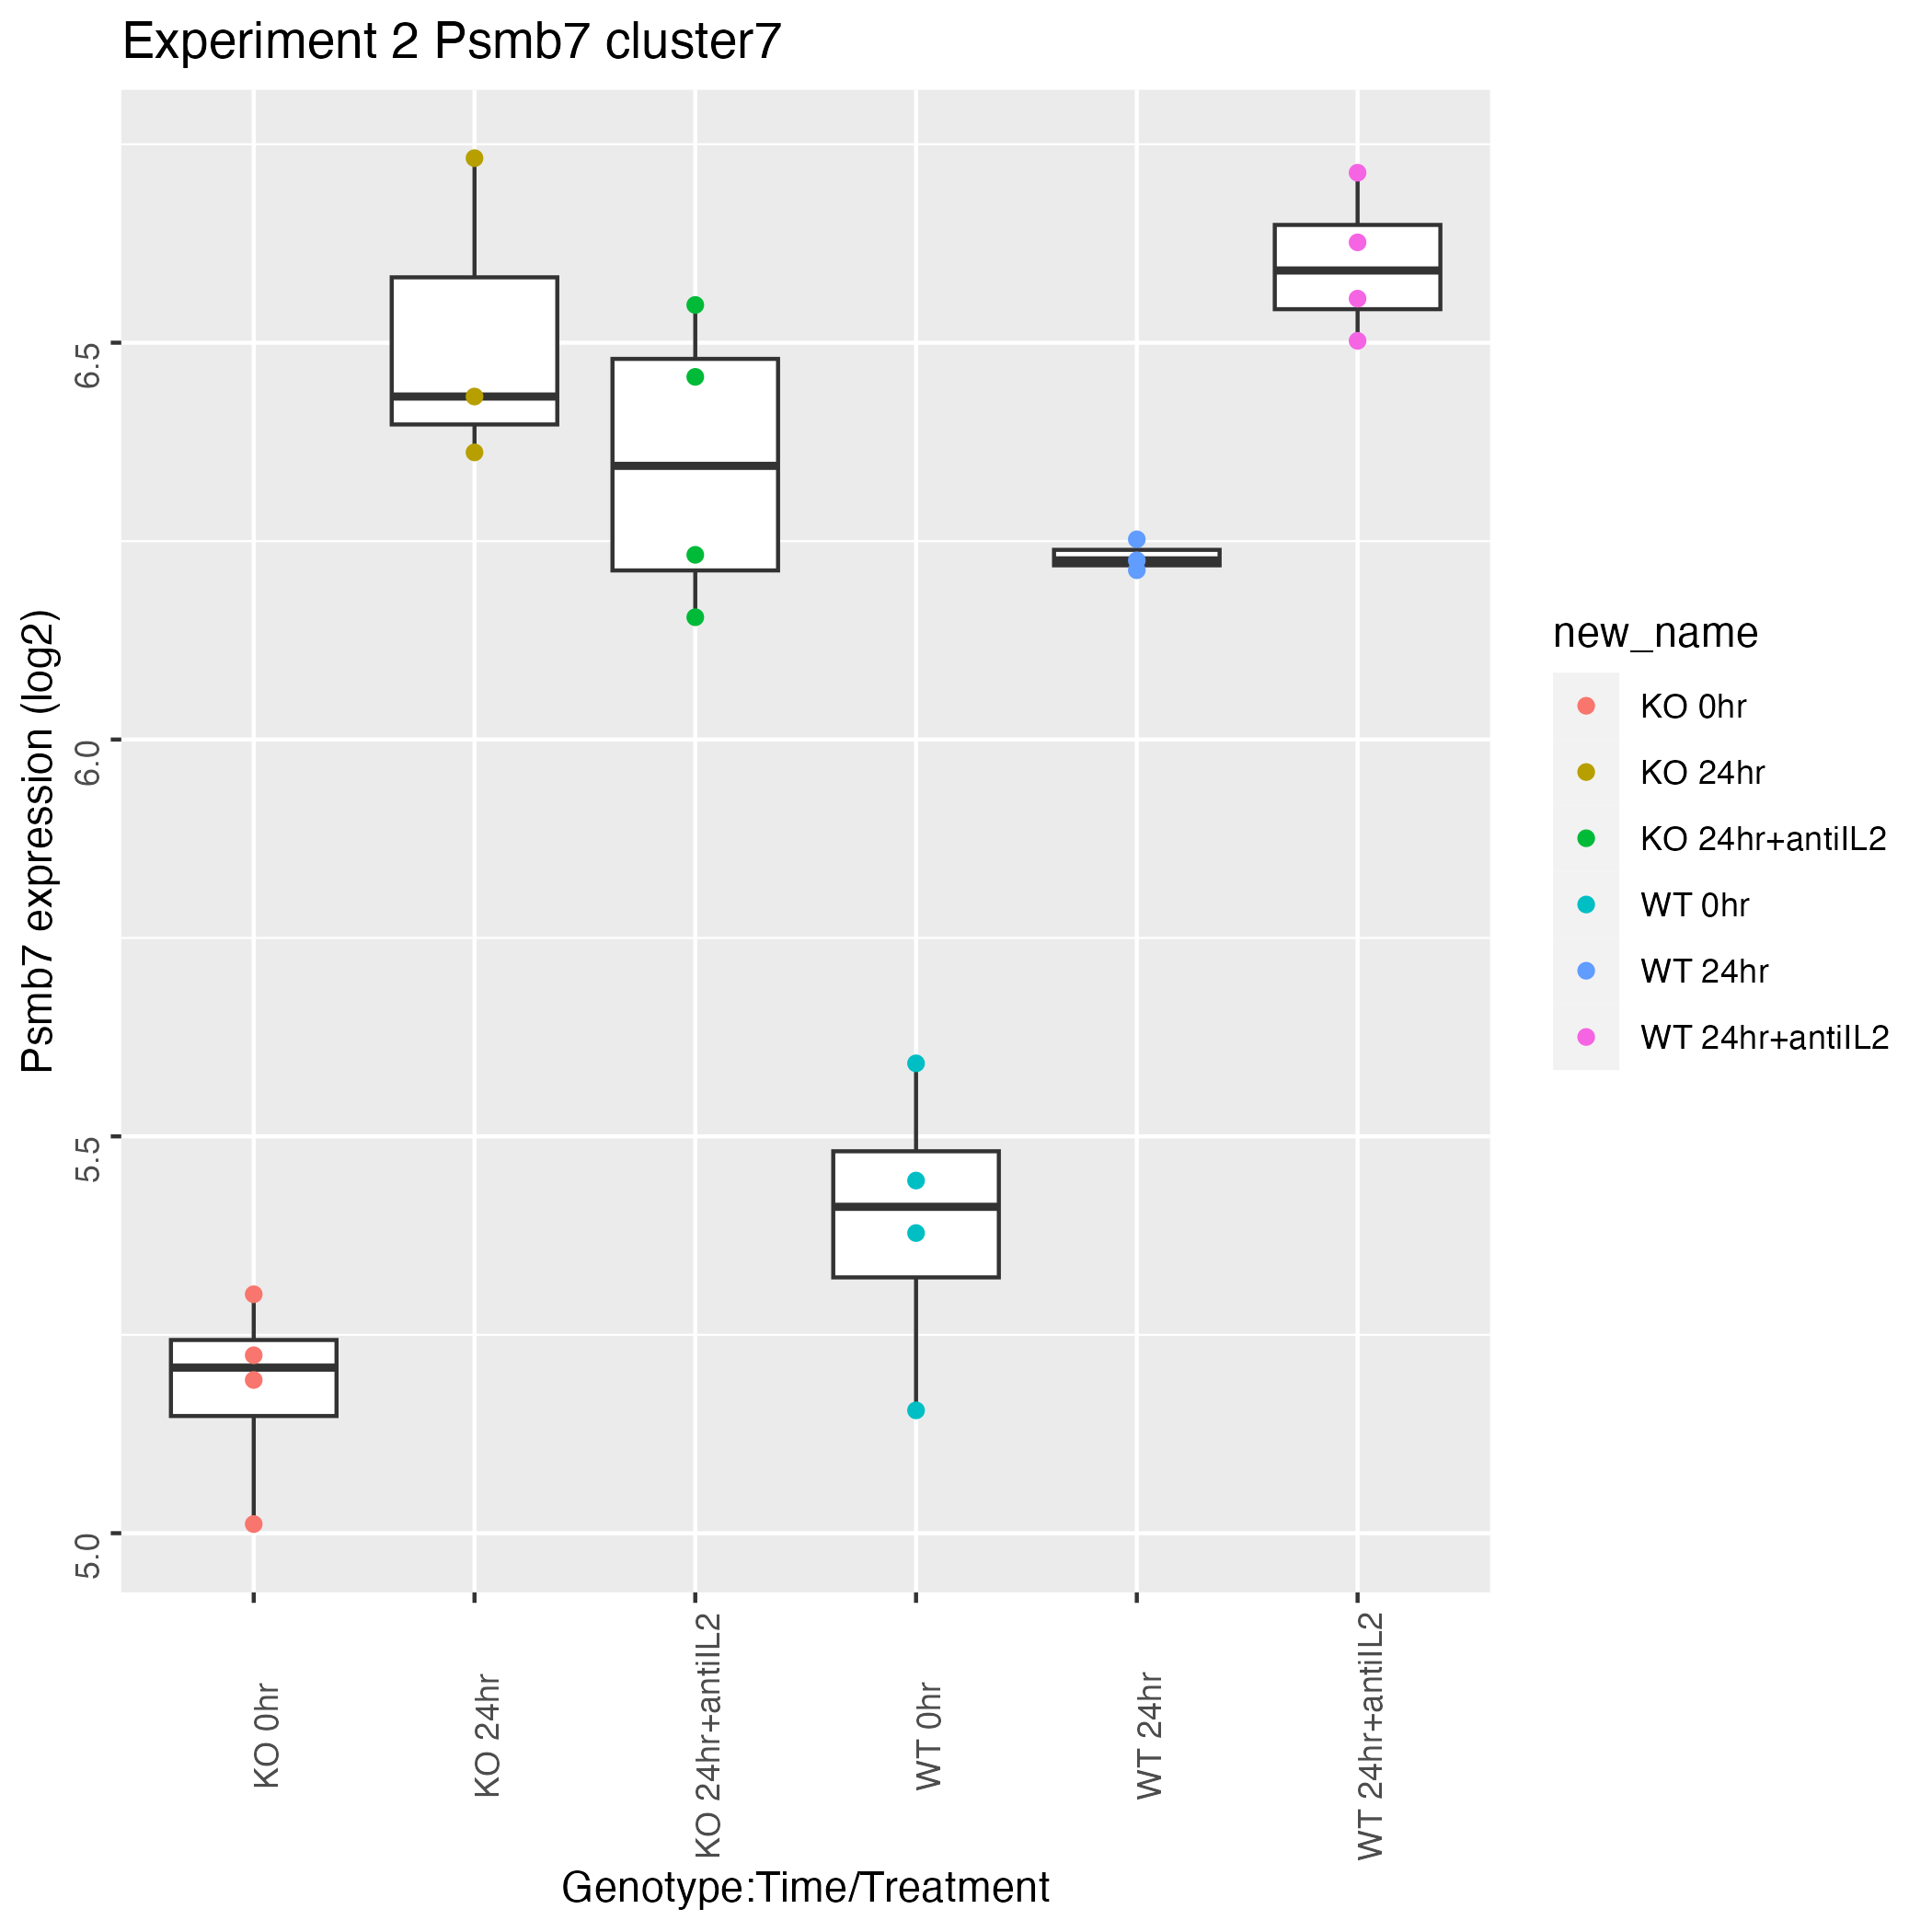 Experiment 2 Psmb7 cluster7
Psmb7 expression (log2)
6.5
6.0
5.5
5.0
KO 0hr
KO 24hr
KO 24hr+antiIL2
WT 0hr
WT 24hr
WT 24hr+antiIL2
Genotype:Time/Treatment
new_name
KO 0hr
KO 24hr
KO 24hr+antiIL2
WT 0hr
WT 24hr
WT 24hr+antiIL2